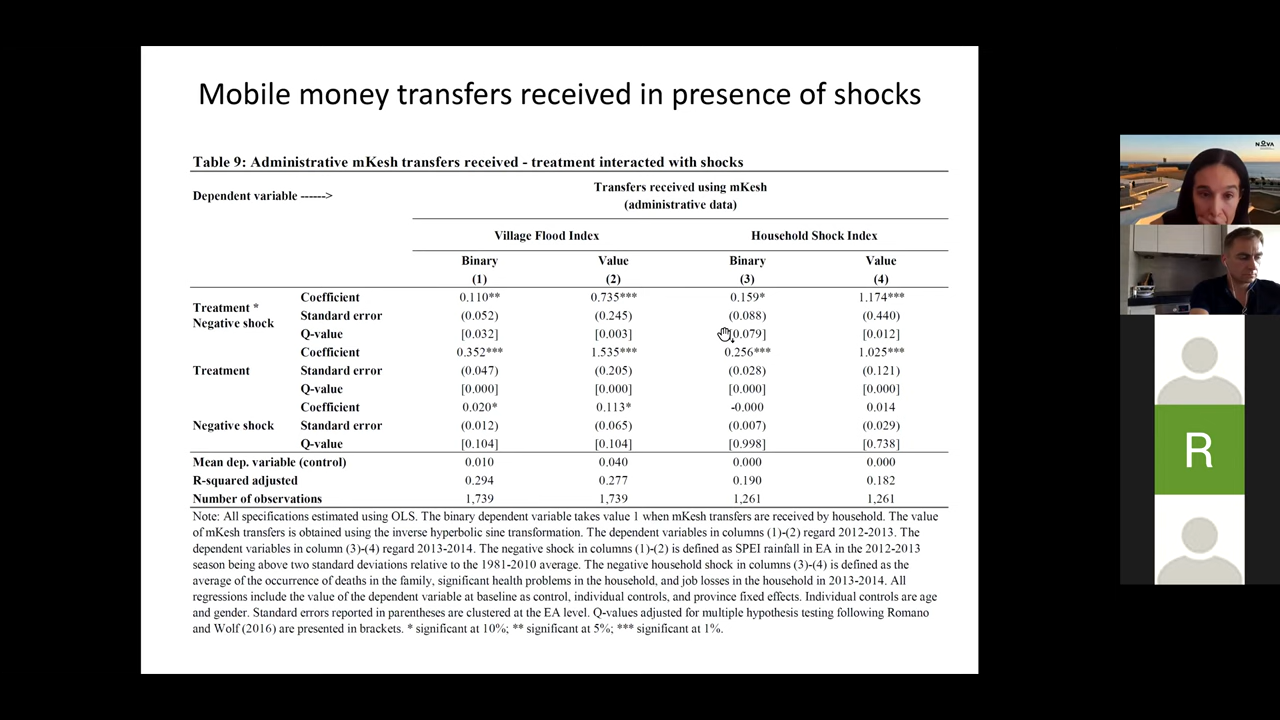 Mobile money transfers received in presence of shocks
Table 9: Administrative mKesh transfers received - treatment interacted with shocks
Dependent variable ------>
Transfers received using mKesh
(administrative data)
Village Flood Index Household Shock Index
Binary Value Binary Value
(1) (2) (3) (4)
Treatment *
Negative shock
Coefficient 0.110** 0.735*** 0.159* 1.174***
Standard error (0.052) (0.245) (0.088) (0.440)
Q-value [0.032] [0.003] [0.079] [0.012]
Treatment
Coefficient 0.352*** 1.535*** 0.256*** 1.025***
Standard error (0.047) (0.205) (0.028) (0.121)
Q-value [0.000] [0.000] [0.000] [0.000]
Negative shock
Coefficient 0.020* 0.113* -0.000 0.014
Standard error (0.012) (0.065) (0.007) (0.029)
Q-value [0.104] [0.104] [0.998] [0.738]
Mean dep. variable (control) 0.010 0.040 0.000 0.000
R-squared adjusted 0.294 0.277 0.190 0.182
Number of observations 1,739 1,739 1,261 1,261
Note: All specifications estimated using OLS. The binary dependent variable takes value 1 when mKesh transfers are received by household. The value
of mKesh transfers is obtained using the inverse hyperbolic sine transformation. The dependent variables in columns (1)-(2) regard 2012-2013. The
dependent variables in column (3)-(4) regard 2013-2014. The negative shock in columns (1)-(2) is defined as SPEI rainfall in EA in the 2012-2013
season being above two standard deviations relative to the 1981-2010 average. The negative household shock in columns (3)-(4) is defined as the
average of the occurrence of deaths in the family, significant health problems in the household, and job losses in the household in 2013-2014. All
regressions include the value of the dependent variable at baseline as control, individual controls, and province fixed effects. Individual controls are age
and gender. Standard errors reported in parentheses are clustered at the EA level. Q-values adjusted for multiple hypothesis testing following Romano
and Wolf (2016) are presented in brackets. * significant at 10%; ** significant at 5%; *** significant at 1%.
NOVA
R